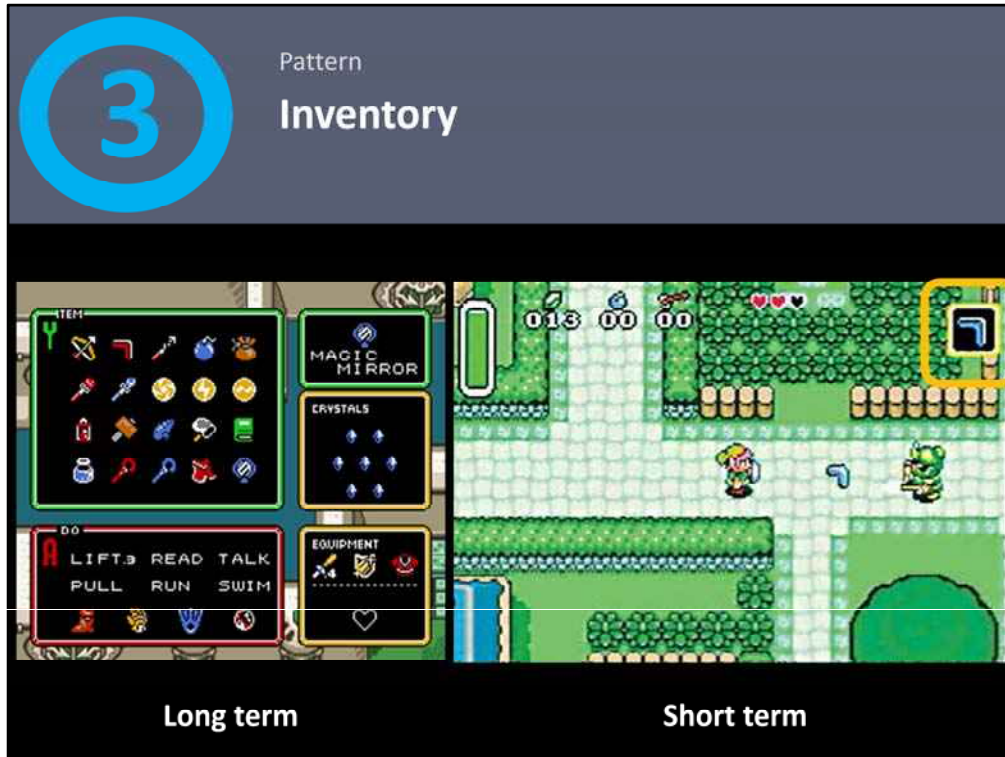 3
Pattern
Inventory
ITEM
Y
MAGIC
MIRROR
CRYSTALS
DO
A
LIFT.3 READ TALK
PULL RUN SWIM
EQUIPMENT
4
013 00 00
Long term
Short term